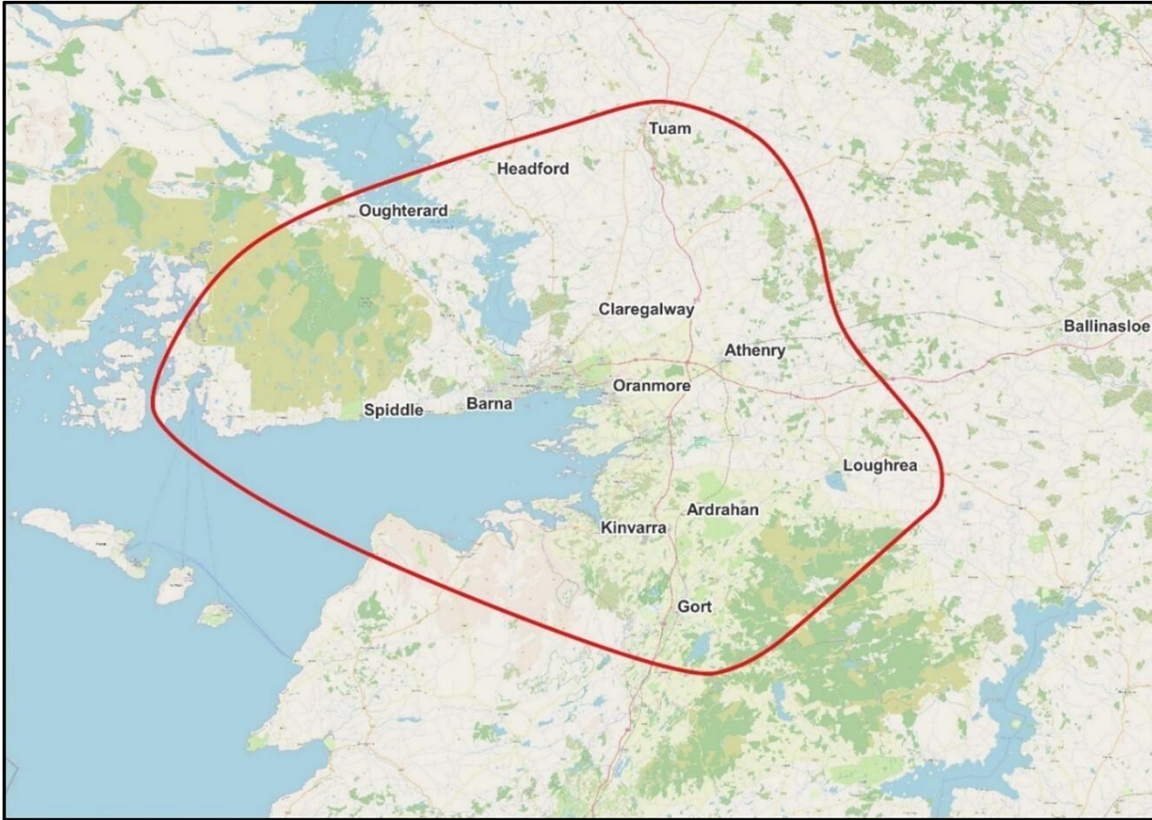 Tuam
Headford
Oughterard
Claregalway
Ballinasloe
Athenry
Oranmore
Barna
Spiddle
Loughrea
Ardrahan
Kinvarra
Gort